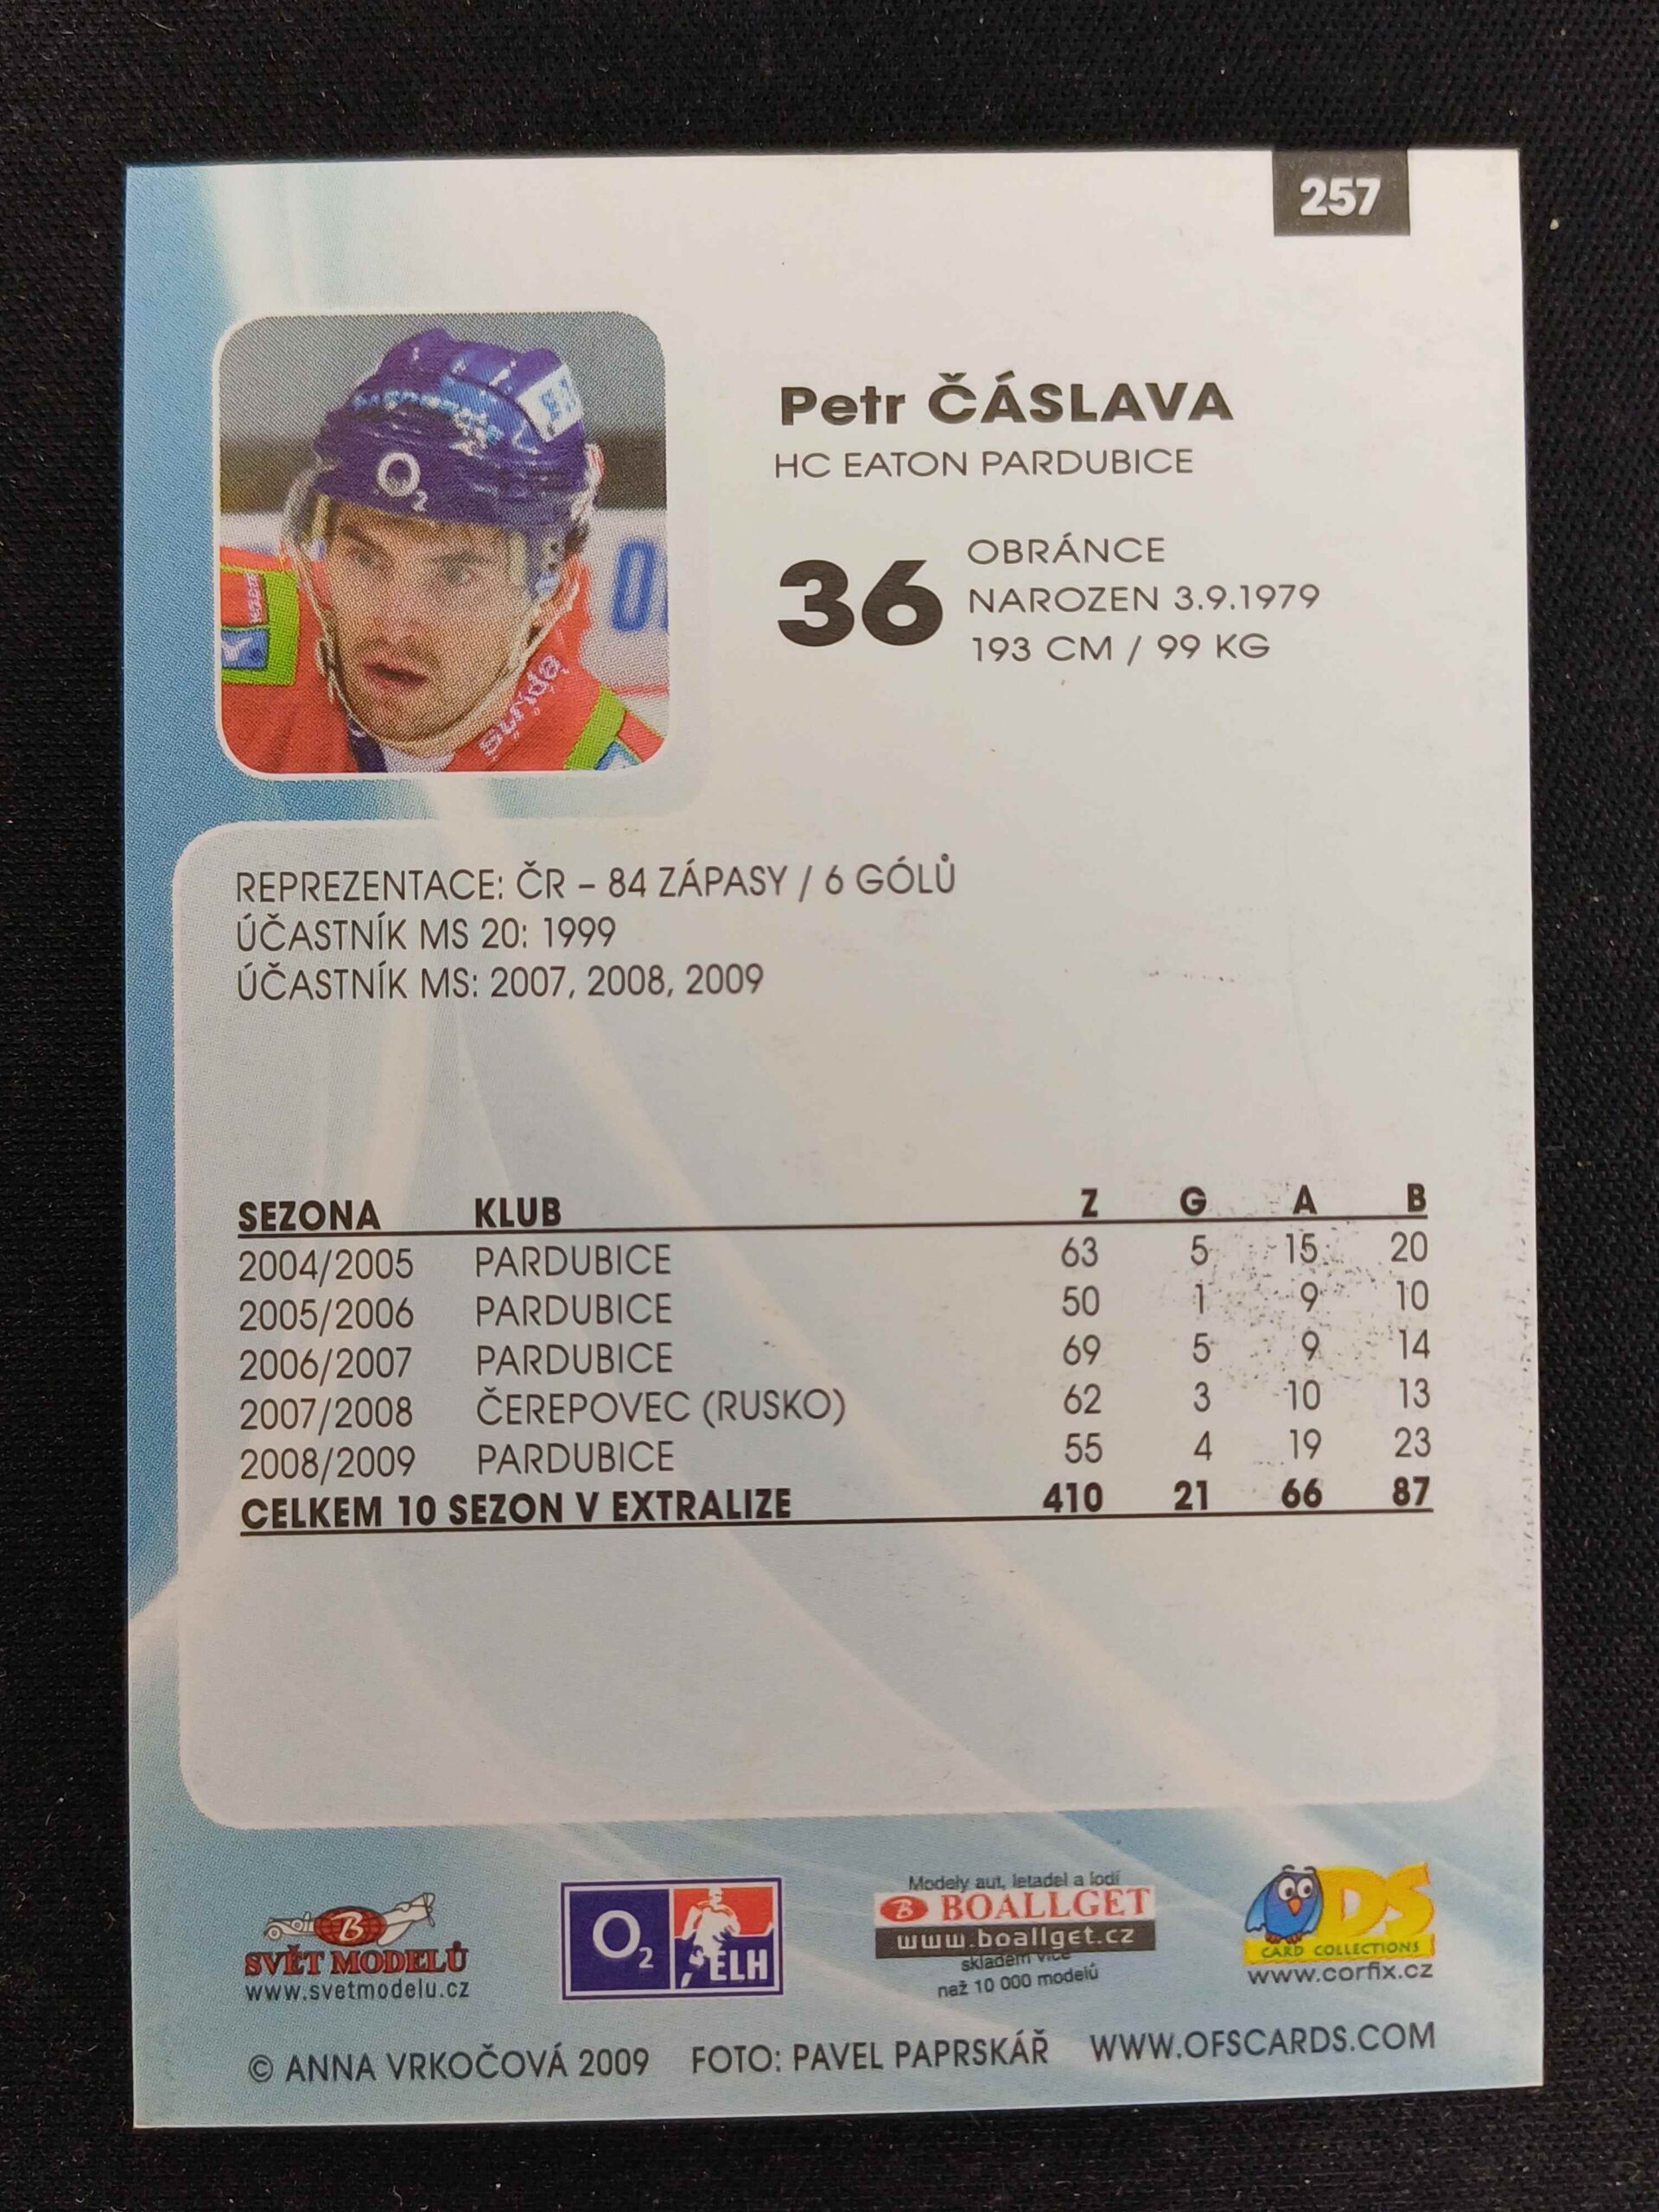 257
Petr ČÁSLAVA
HC EATON PARDUBICE
36
OBRÁNCE
NAROZEN 3.9.1979
193 CM / 99 KG
O2
Strida
REPREZENTACE: ČR – 84 ZÁPASY / 6 GÓLŮ
ÚČASTNÍK MS 20: 1999
ÚČASTNÍK MS: 2007, 2008, 2009
SEZONA KLUB Z G A B
2004/2005 PARDUBICE 63 5 15 20
2005/2006 PARDUBICE 50 1 9 10
2006/2007 PARDUBICE 69 5 9 14
2007/2008 ČEREPOVEC (RUSKO) 62 3 10 13
2008/2009 PARDUBICE 55 4 19 23
CELKEM 10 SEZON V EXTRALIZE 410 21 66 87
B
SVĚT MODELŮ
www.svetmodelu.cz
O2 ELH
Modely aut, letadel a lodí
B BOALLGET
www.boallget.cz
skladem více
než 10 000 modelů
DS
CARD COLLECTIONS
www.corfix.cz
© ANNA VRKOČOVÁ 2009 FOTO: PAVEL PAPRSKÁŘ WWW.OFSCARDS.COM